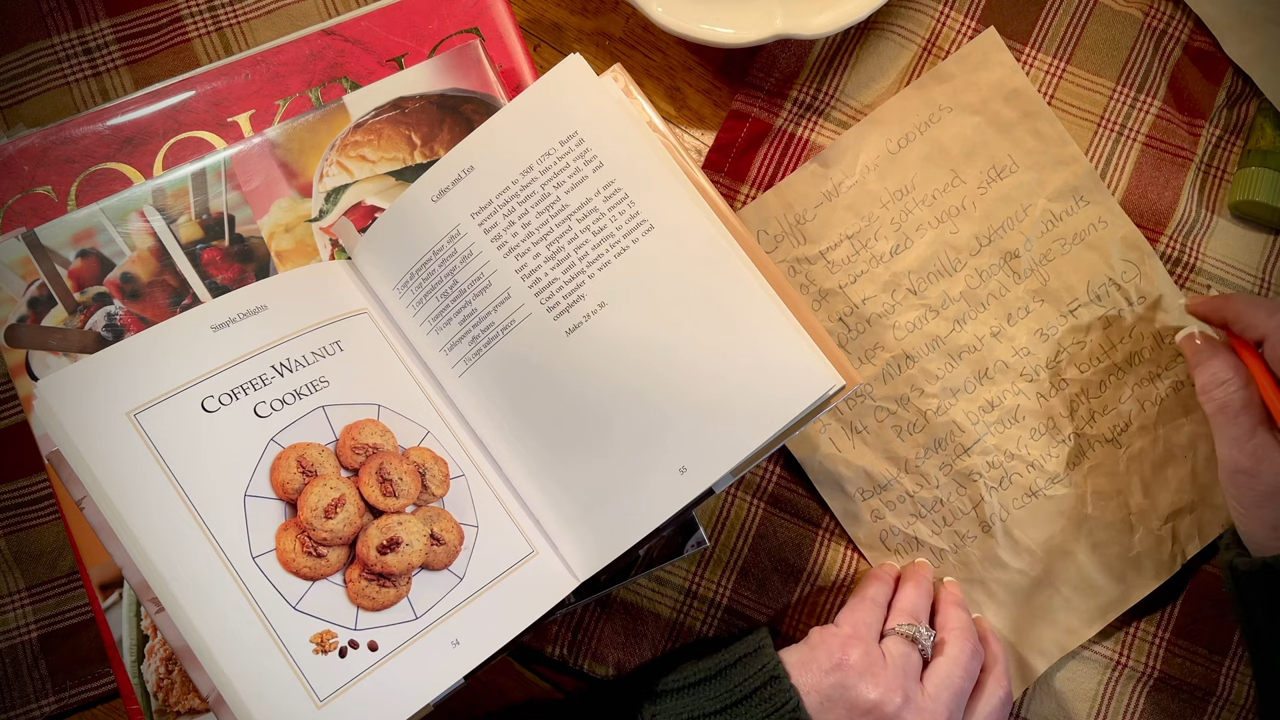 COOKING
Simple Delights
COFFEE-WALNUT
COOKIES
54
Coffee and Tea
2 cups all-purpose flour, sifted
1 cup butter, softened
1 cup powdered sugar, sifted
1 egg yolk
1 teaspoon vanilla extract
1¼ cups coarsely chopped
walnuts
2 tablespoons medium-ground
coffee beans
1¼ cups walnut pieces
Preheat oven to 350F (175C). Butter
several baking sheets. Into a bowl, sift
flour. Add butter, powdered sugar,
egg yolk and vanilla. Mix well, then
mix in the chopped walnuts and
coffee with your hands.
Place heaped teaspoonfuls of mix-
ture on prepared baking sheets.
Flatten slightly and top each mound
with a walnut piece. Bake 12 to 15
minutes, until just starting to color.
Cool on baking sheets a few minutes,
then transfer to wire racks to cool
completely.
Makes 28 to 30.
55
Coffee-Walnut Cookies
all purpose flour
of Butter softened
of powdered sugar, sifted
yolk
Vanilla extract
Coarsely chopped walnuts
2 Tbsp Medium-ground Coffee Beans
1 1/4 Cups walnut pieces
Preheat oven to 350F (175C)
Butter several baking sheets. Into
a bowl, sift flour. Add butter,
powdered sugar, egg yolk and vanilla
mix well, then mix in the chopped
nuts and coffee with your hands